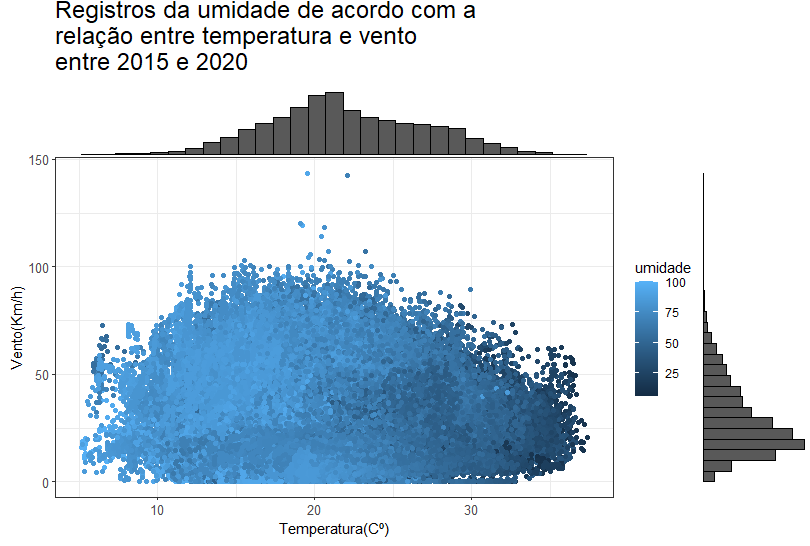 Registros da umidade de acordo com a
relação entre temperatura e vento
entre 2015 e 2020
150
100
50
0
Vento(Km/h)
10
20
30
Temperatura(Cº)
umidade
100
75
50
25